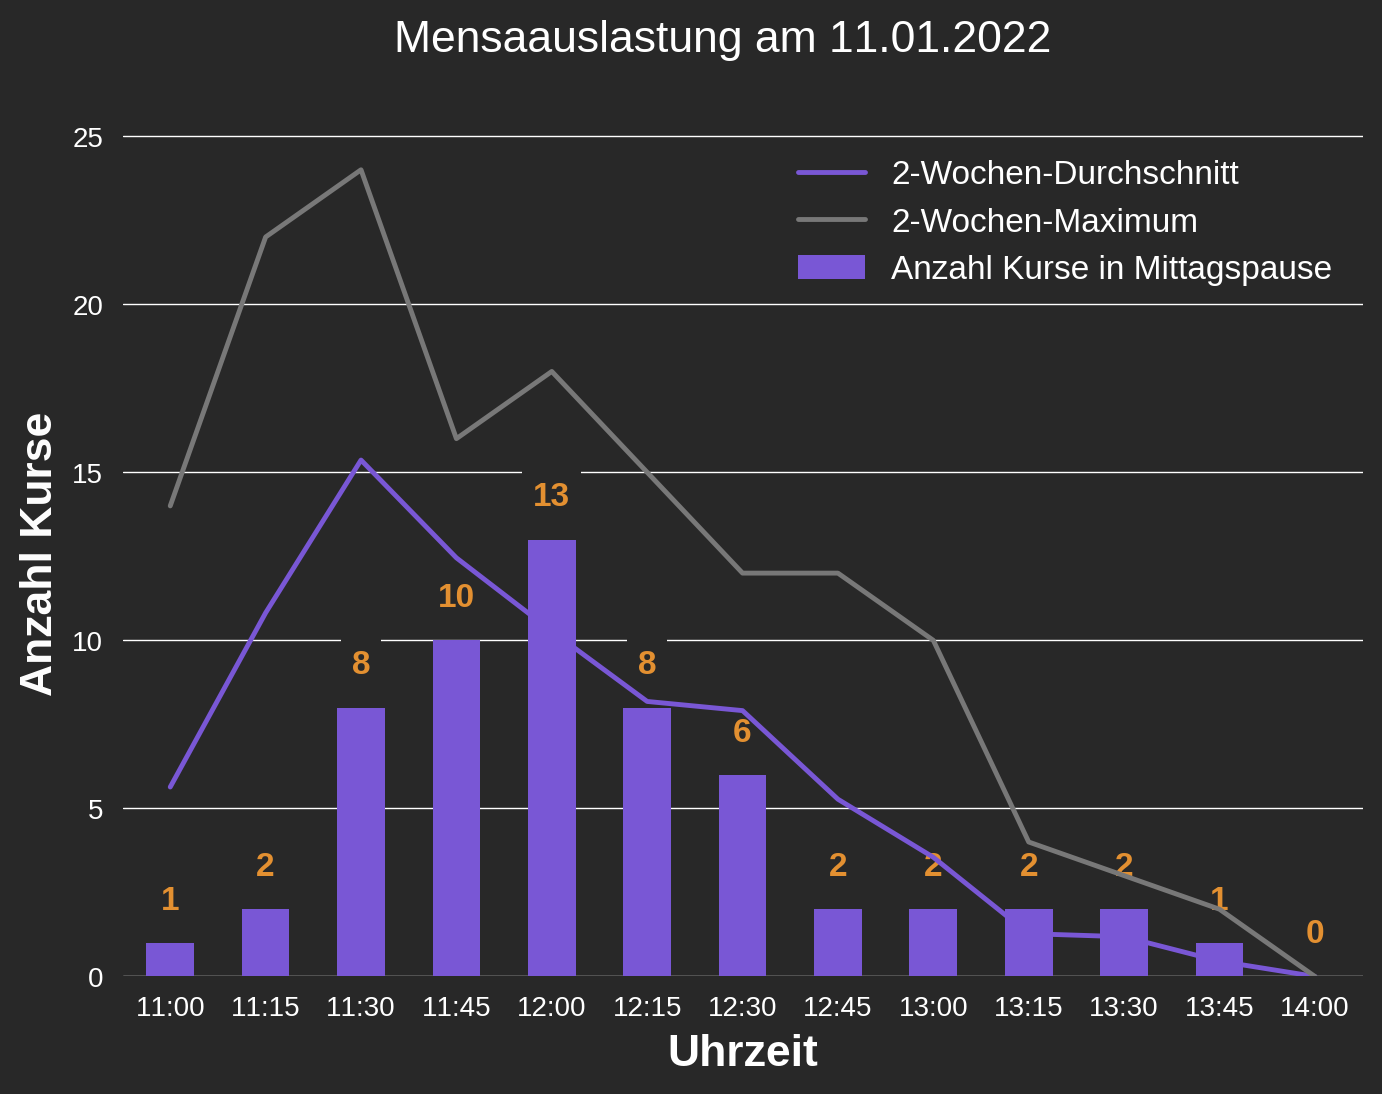 Mensaauslastung am 11.01.2022
25
20
15
10
5
0
Anzahl Kurse
2-Wochen-Durchschnitt
2-Wochen-Maximum
Anzahl Kurse in Mittagspause
1
2
8
10
13
8
6
2
2
2
2
1
0
11:00 11:15 11:30 11:45 12:00 12:15 12:30 12:45 13:00 13:15 13:30 13:45 14:00
Uhrzeit